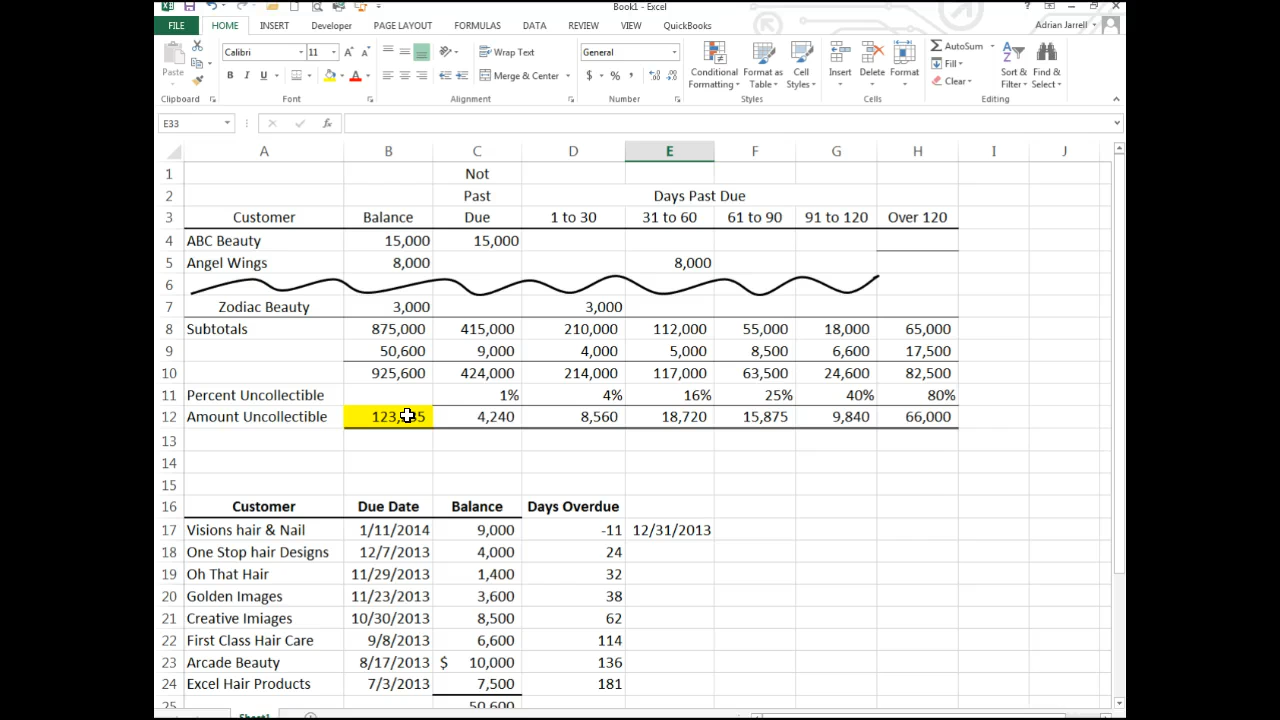 Book1 - Excel
FILE HOME INSERT Developer PAGE LAYOUT FORMULAS DATA REVIEW VIEW QuickBooks Adrian Jarrell
Calibri 11 Wrap Text General AutoSum
Paste B I U Merge & Center $ % , Conditional Formatting Format as Table Cell Styles Insert Delete Format Fill Clear Sort & Filter Find & Select
Clipboard Font Alignment Number Styles Cells Editing
E33
A B C D E F G H I J
1 Not
2 Past Days Past Due
3 Customer Balance Due 1 to 30 31 to 60 61 to 90 91 to 120 Over 120
4 ABC Beauty 15,000 15,000
5 Angel Wings 8,000 8,000
6
7 Zodiac Beauty 3,000 3,000
8 Subtotals 875,000 415,000 210,000 112,000 55,000 18,000 65,000
9 50,600 9,000 4,000 5,000 8,500 6,600 17,500
10 925,600 424,000 214,000 117,000 63,500 24,600 82,500
11 Percent Uncollectible 1% 4% 16% 25% 40% 80%
12 Amount Uncollectible 4,240 8,560 18,720 15,875 9,840 66,000
13
14
15
16 Customer Due Date Balance Days Overdue
17 Visions hair & Nail 1/11/2014 9,000 -11 12/31/2013
18 One Stop hair Designs 12/7/2013 4,000 24
19 Oh That Hair 11/29/2013 1,400 32
20 Golden Images 11/23/2013 3,600 38
21 Creative Imiages 10/30/2013 8,500 62
22 First Class Hair Care 9/8/2013 6,600 114
23 Arcade Beauty 8/17/2013 $ 10,000 136
24 Excel Hair Products 7/3/2013 7,500 181
25 50,600
Sheet1